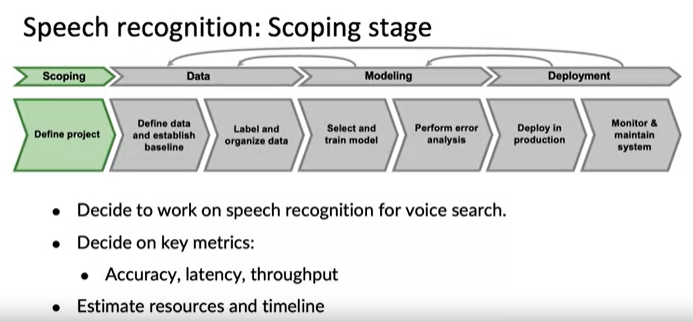 Speech recognition: Scoping stage
Scoping
Data
Modeling
Deployment
Define project
Define data
and establish
baseline
Label and
organize data
Select and
train model
Perform error
analysis
Deploy in
production
Monitor &
maintain
system
• Decide to work on speech recognition for voice search.
• Decide on key metrics:
• Accuracy, latency, throughput
• Estimate resources and timeline